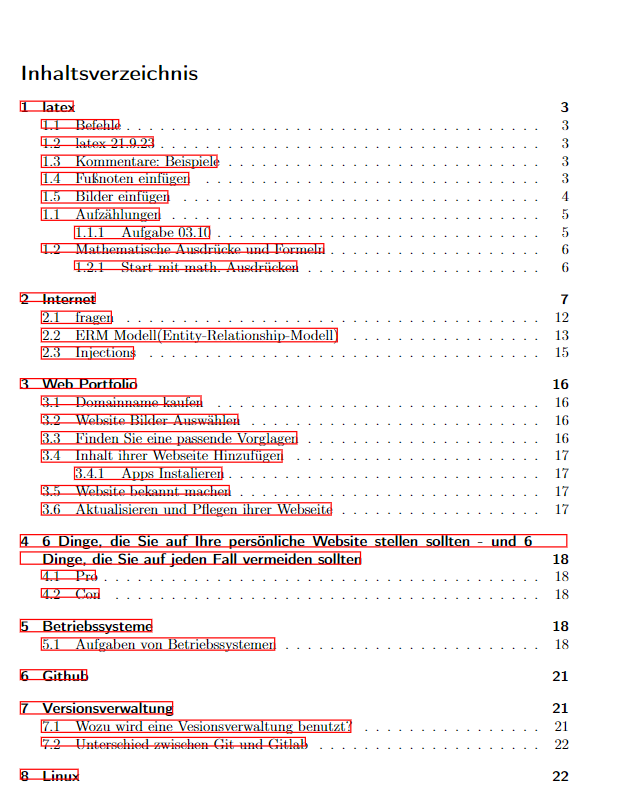 Inhaltsverzeichnis
1 latex 3
1.1 Befehle . . . . . . . . . . . . . . . . . . . . . . . . . . . . . . . . . . . . 3
1.2 latex 21.9.23 . . . . . . . . . . . . . . . . . . . . . . . . . . . . . . . . . 3
1.3 Kommentare: Beispiele . . . . . . . . . . . . . . . . . . . . . . . . . . . 3
1.4 Fußnoten einfügen . . . . . . . . . . . . . . . . . . . . . . . . . . . . . 3
1.5 Bilder einfügen . . . . . . . . . . . . . . . . . . . . . . . . . . . . . . . 4
1.1 Aufzählungen . . . . . . . . . . . . . . . . . . . . . . . . . . . . . . . . 5
1.1.1 Aufgabe 03.10 . . . . . . . . . . . . . . . . . . . . . . . . . . . . 5
1.2 Mathematische Ausdrücke und Formeln . . . . . . . . . . . . . . . . . . 6
1.2.1 Start mit math. Ausdrücken . . . . . . . . . . . . . . . . . . . . 6
2 Internet 7
2.1 fragen . . . . . . . . . . . . . . . . . . . . . . . . . . . . . . . . . . . . 12
2.2 ERM Modell(Entity-Relationship-Modell) . . . . . . . . . . . . . . . . . 13
2.3 Injections . . . . . . . . . . . . . . . . . . . . . . . . . . . . . . . . . . 15
3 Web Portfolio 16
3.1 Domainname kaufen . . . . . . . . . . . . . . . . . . . . . . . . . . . . 16
3.2 Website Bilder Auswählen . . . . . . . . . . . . . . . . . . . . . . . . . 16
3.3 Finden Sie eine passende Vorglagen . . . . . . . . . . . . . . . . . . . . 16
3.4 Inhalt ihrer Webseite Hinzufügen . . . . . . . . . . . . . . . . . . . . . 17
3.4.1 Apps Instalieren . . . . . . . . . . . . . . . . . . . . . . . . . . . 17
3.5 Website bekannt machen . . . . . . . . . . . . . . . . . . . . . . . . . . 17
3.6 Aktualisieren und Pflegen ihrer Webseite . . . . . . . . . . . . . . . . . 17
4 6 Dinge, die Sie auf Ihre persönliche Website stellen sollten - und 6
Dinge, die Sie auf jeden Fall vermeiden sollten 18
4.1 Pro . . . . . . . . . . . . . . . . . . . . . . . . . . . . . . . . . . . . . . 18
4.2 Con . . . . . . . . . . . . . . . . . . . . . . . . . . . . . . . . . . . . . 18
5 Betriebssysteme 18
5.1 Aufgaben von Betriebssystemen . . . . . . . . . . . . . . . . . . . . . . 18
6 Github 21
7 Versionsverwaltung 21
7.1 Wozu wird eine Vesionsverwaltung benutzt? . . . . . . . . . . . . . . . 21
7.2 Unterschied zwischen Git und Gitlab . . . . . . . . . . . . . . . . . . . 22
8 Linux 22